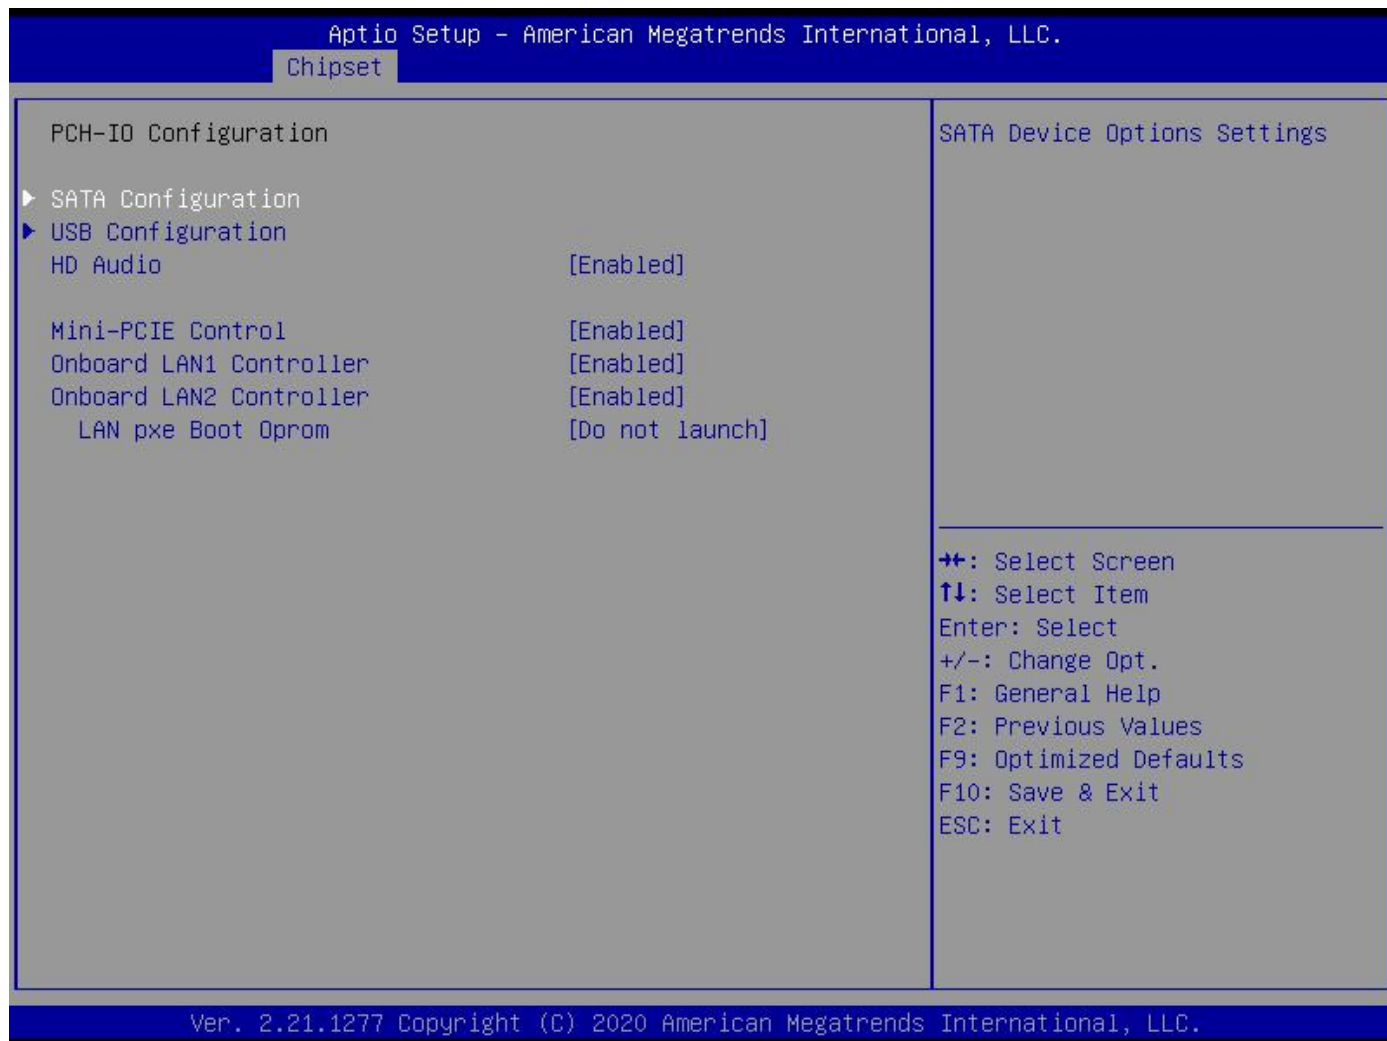 Aptio Setup – American Megatrends International, LLC.
Chipset
PCH-IO Configuration
SATA Configuration
USB Configuration
HD Audio [Enabled]
Mini-PCIE Control [Enabled]
Onboard LAN1 Controller [Enabled]
Onboard LAN2 Controller [Enabled]
LAN pxe Boot Oprom [Do not launch]
SATA Device Options Settings
→←: Select Screen
↑↓: Select Item
Enter: Select
+/-: Change Opt.
F1: General Help
F2: Previous Values
F9: Optimized Defaults
F10: Save & Exit
ESC: Exit
Ver. 2.21.1277 Copyright (C) 2020 American Megatrends International, LLC.